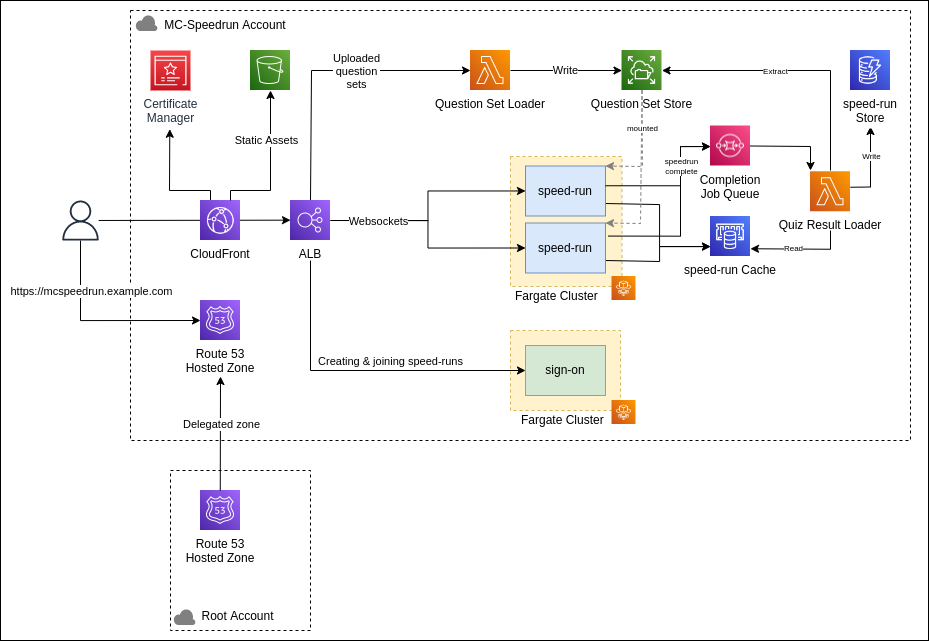 MC-Speedrun Account
Uploaded
question
sets
Write
Extract
Certificate
Manager
Question Set Loader
Question Set Store
speed-run
Store
Static Assets
mounted
speedrun
complete
Write
Completion
Job Queue
speed-run
Websockets
Quiz Result Loader
CloudFront
ALB
speed-run
Read
speed-run Cache
https://mcspeedrun.example.com
Fargate Cluster
53
Route 53
Hosted Zone
Creating & joining speed-runs
sign-on
Fargate Cluster
Delegated zone
53
Route 53
Hosted Zone
Root Account